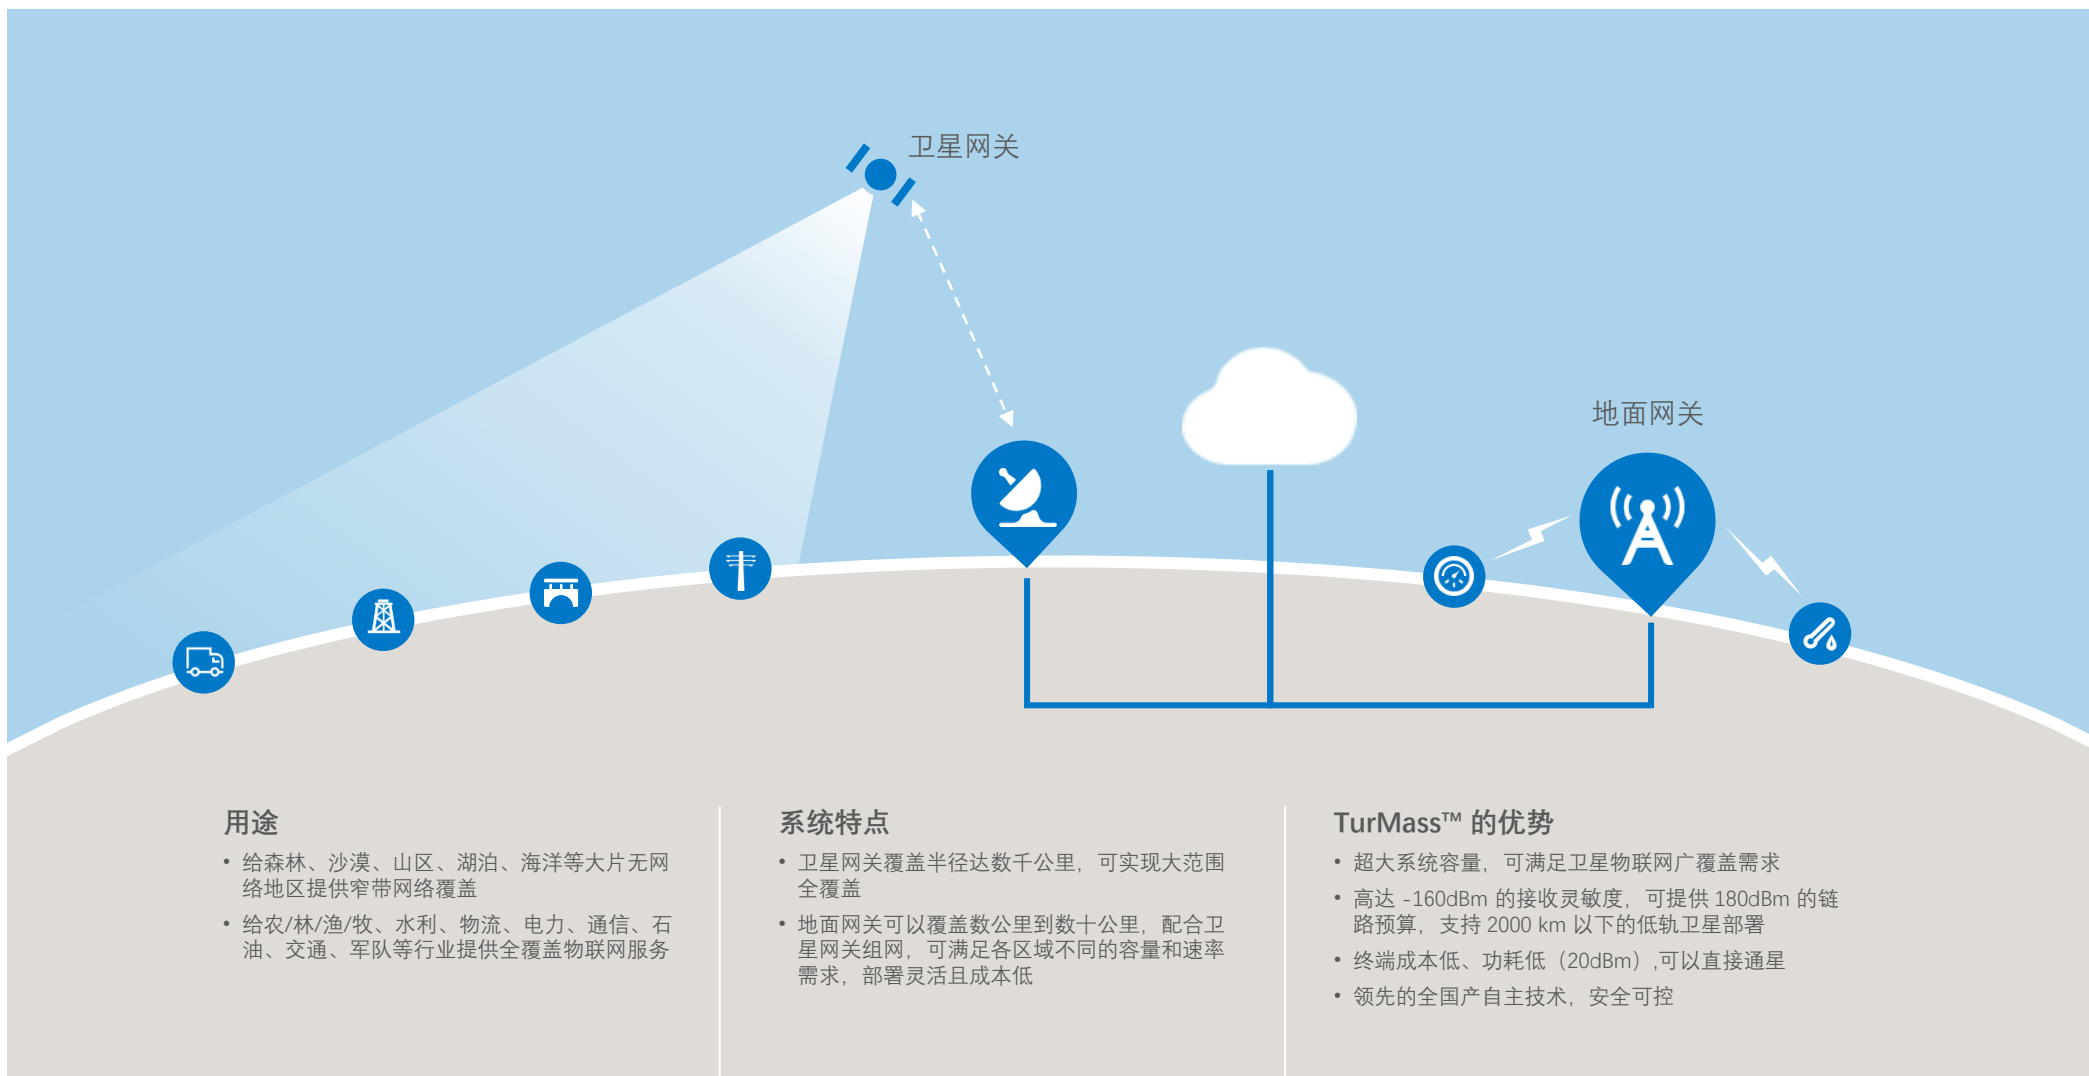 卫星网关
地面网关
用途
• 给森林、沙漠、山区、湖泊、海洋等大片无网
络地区提供窄带网络覆盖
• 给农/林/渔/牧、水利、物流、电力、通信、石
油、交通、军队等行业提供全覆盖物联网服务
系统特点
• 卫星网关覆盖半径达数千公里，可实现大范围
全覆盖
• 地面网关可以覆盖数公里到数十公里，配合卫
星网关组网，可满足各区域不同的容量和速率
需求，部署灵活且成本低
TurMass™ 的优势
• 超大系统容量，可满足卫星物联网广覆盖需求
• 高达 -160dBm 的接收灵敏度，可提供 180dBm 的链
路预算，支持 2000 km 以下的低轨卫星部署
• 终端成本低、功耗低（20dBm）,可以直接通星
• 领先的全国产自主技术，安全可控